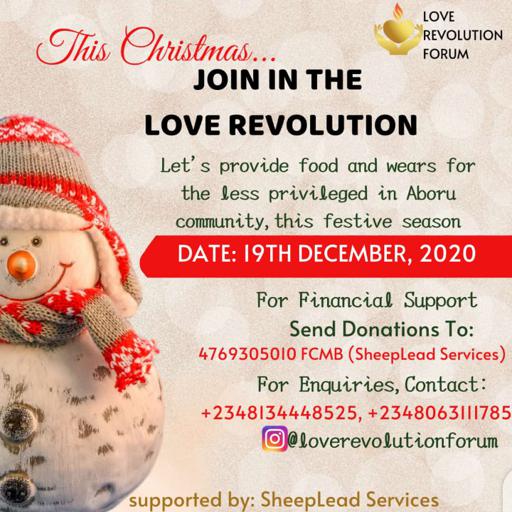 This Christmas...
LOVE
REVOLUTION
FORUM
JOIN IN THE
LOVE REVOLUTION
Let's provide food and wears for
the less privileged in Aboru
community, this festive season
DATE: 19TH DECEMBER, 2020
For Financial Support
Send Donations To:
4769305010 FCMB (SheepLead Services)
For Enquiries, Contact:
+2348134448525, +2348063111785
@loverevolutionforum
supported by: SheepLead Services